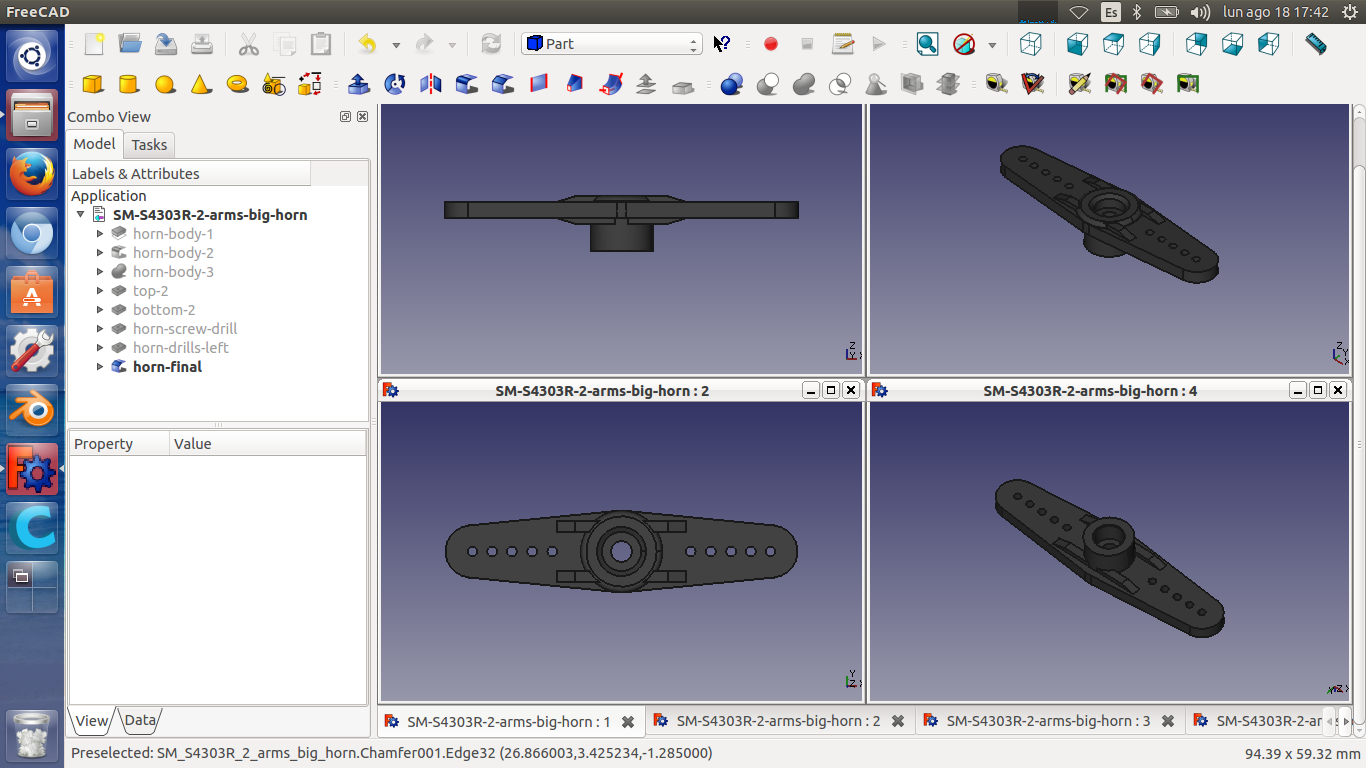 FreeCAD
Es
lun ago 18 17:42
Part
Combo View
Model
Tasks
Labels & Attributes
Application
SM-S4303R-2-arms-big-horn
horn-body-1
horn-body-2
horn-body-3
top-2
bottom-2
horn-screw-drill
horn-drills-left
horn-final
Property
Value
View
Data
SM-S4303R-2-arms-big-horn : 2
SM-S4303R-2-arms-big-horn : 4
SM-S4303R-2-arms-big-horn : 1
SM-S4303R-2-arms-big-horn : 2
SM-S4303R-2-arms-big-horn : 3
SM-S4303R-2-ar
Preselected: SM_S4303R_2_arms_big_horn.Chamfer001.Edge32 (26.866003,3.425234,-1.285000)
94.39 x 59.32 mm